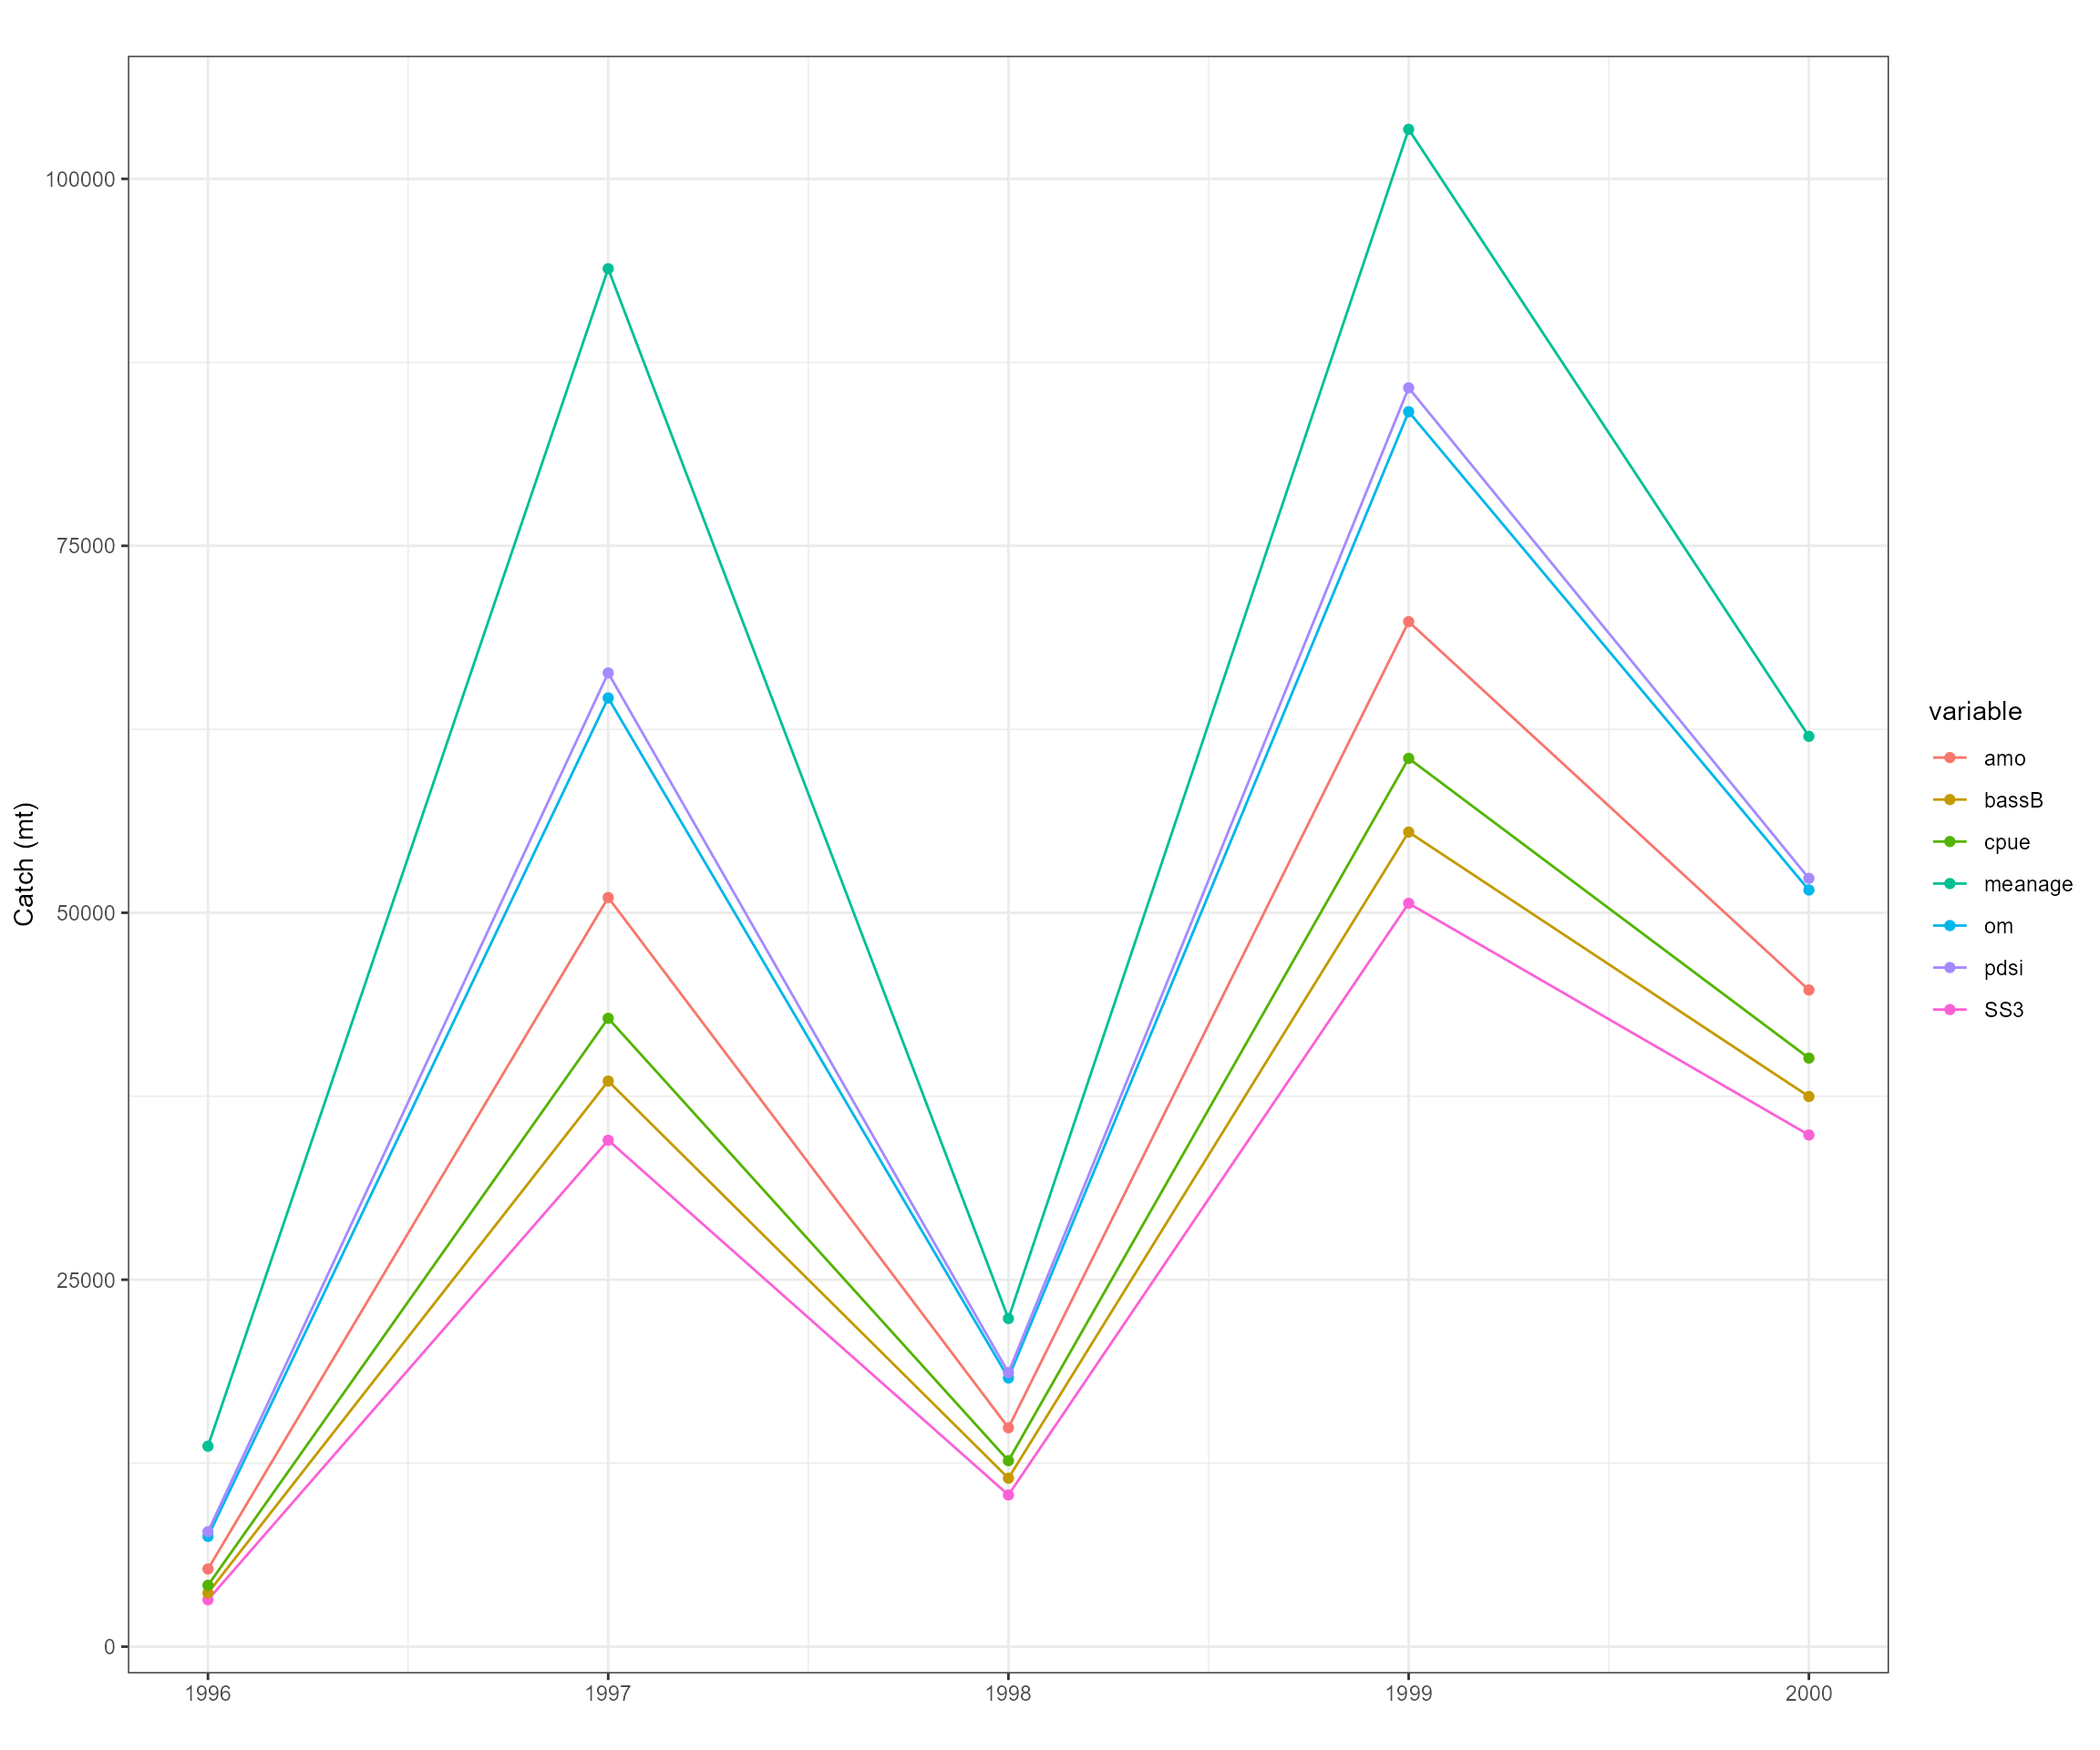 100000
75000
50000
25000
0
Catch (mt)
1996 1997 1998 1999 2000
variable
amo
bassB
cpue
meanage
om
pdsi
SS3